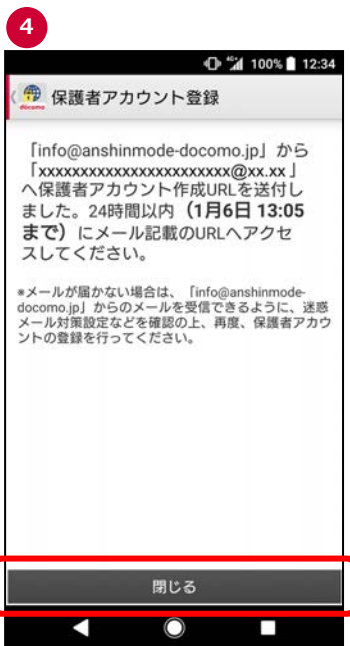 4
4G+ 100% 12:34
docomo 保護者アカウント登録
「info@anshinmode-docomo.jp」から
「xxxxxxxxxxxxxxxxxxxxxxxx@xx.xx」
へ保護者アカウント作成URLを送付し
ました。24時間以内（1月6日 13:05
まで）にメール記載のURLへアクセ
スしてください。
※メールが届かない場合は、「info@anshinmode-
docomo.jp」からのメールを受信できるように、迷惑
メール対策設定などを確認の上、再度、保護者アカウ
ントの登録を行ってください。
閉じる